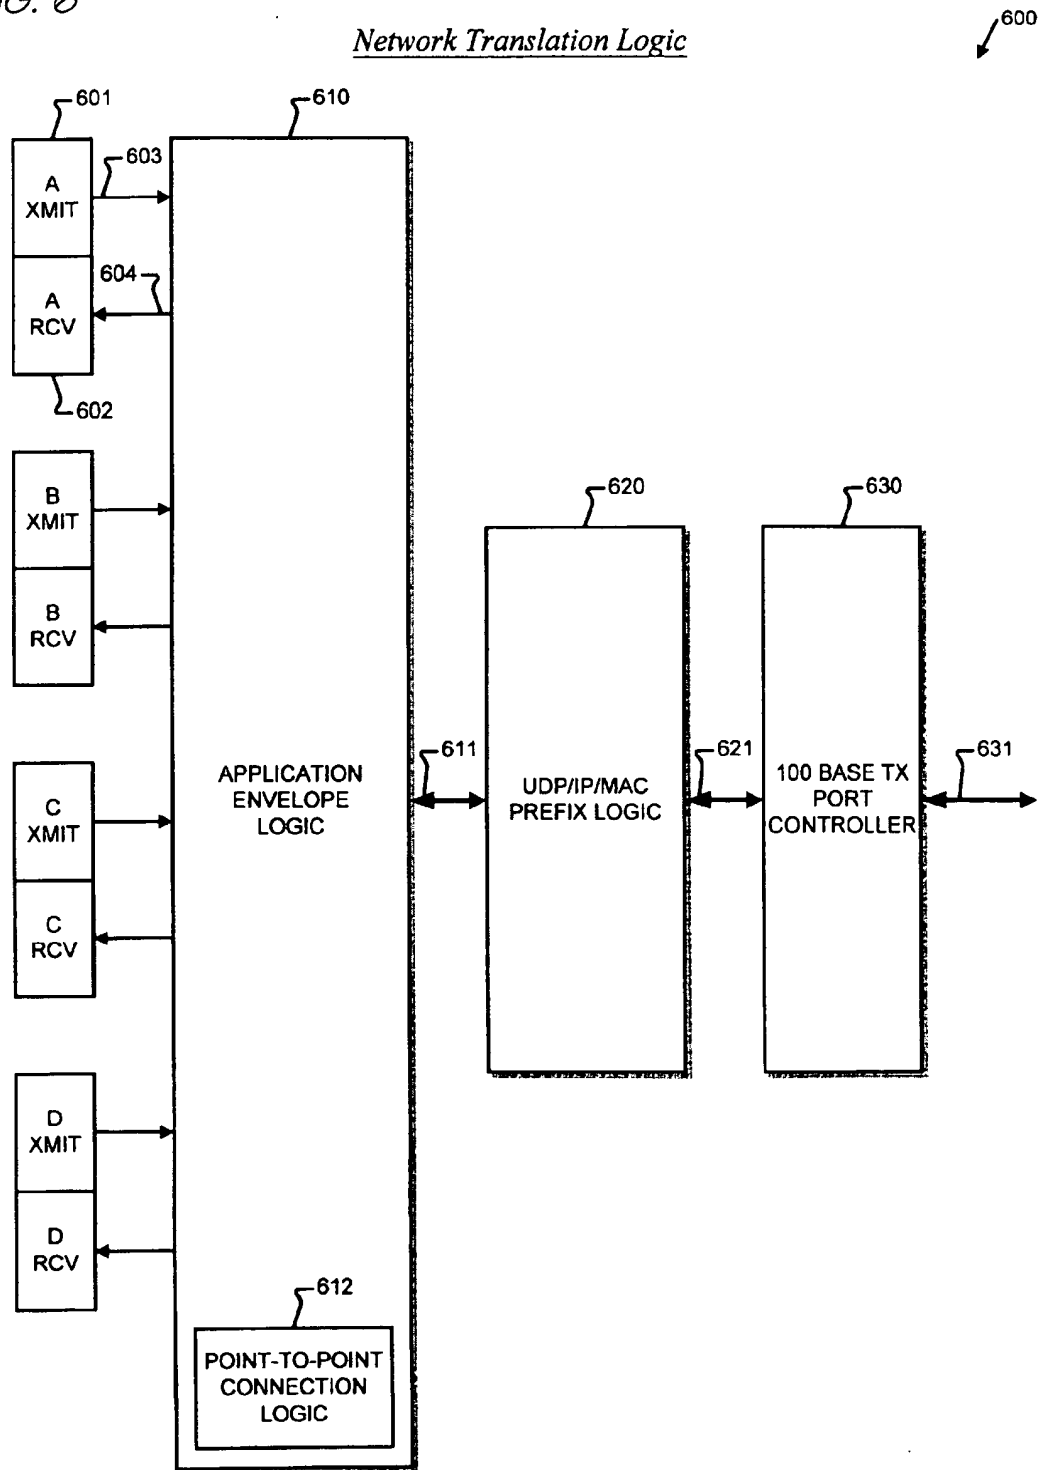 FIG. 6
Network Translation Logic
600
601
610
603
A
XMIT
604
A
RCV
602
B
XMIT
B
RCV
620
630
C
XMIT
C
RCV
APPLICATION
ENVELOPE
LOGIC
611
UDP/IP/MAC
PREFIX LOGIC
621
100 BASE TX
PORT
CONTROLLER
631
D
XMIT
D
RCV
612
POINT-TO-POINT
CONNECTION
LOGIC